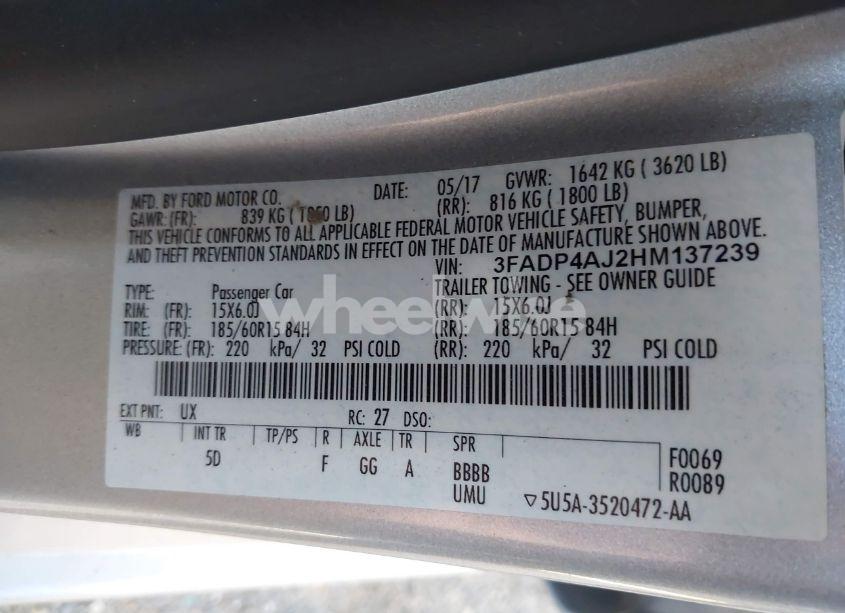 MFD. BY FORD MOTOR CO. DATE: 05/17 GVWR: 1642 KG ( 3620 LB)
GAWR: (FR): 839 KG ( 1850 LB) (RR): 816 KG ( 1800 LB)
THIS VEHICLE CONFORMS TO ALL APPLICABLE FEDERAL MOTOR VEHICLE SAFETY, BUMPER,
AND THEFT PREVENTION STANDARDS IN EFFECT ON THE DATE OF MANUFACTURE SHOWN ABOVE.
VIN: 3FADP4AJ2HM137239
TYPE: Passenger Car TRAILER TOWING - SEE OWNER GUIDE
RIM: (FR): 15X6.0J (RR): 15X6.0J
TIRE: (FR): 185/60R15 84H (RR): 185/60R15 84H
PRESSURE: (FR): 220 kPa/ 32 PSI COLD (RR): 220 kPa/ 32 PSI COLD
EXT PNT: UX RC: 27 DSO:
WB INT TR TP/PS R AXLE TR SPR F0069
5D F GG A BBBB R0089
UMU ▽5U5A-3520472-AA
wheelwise